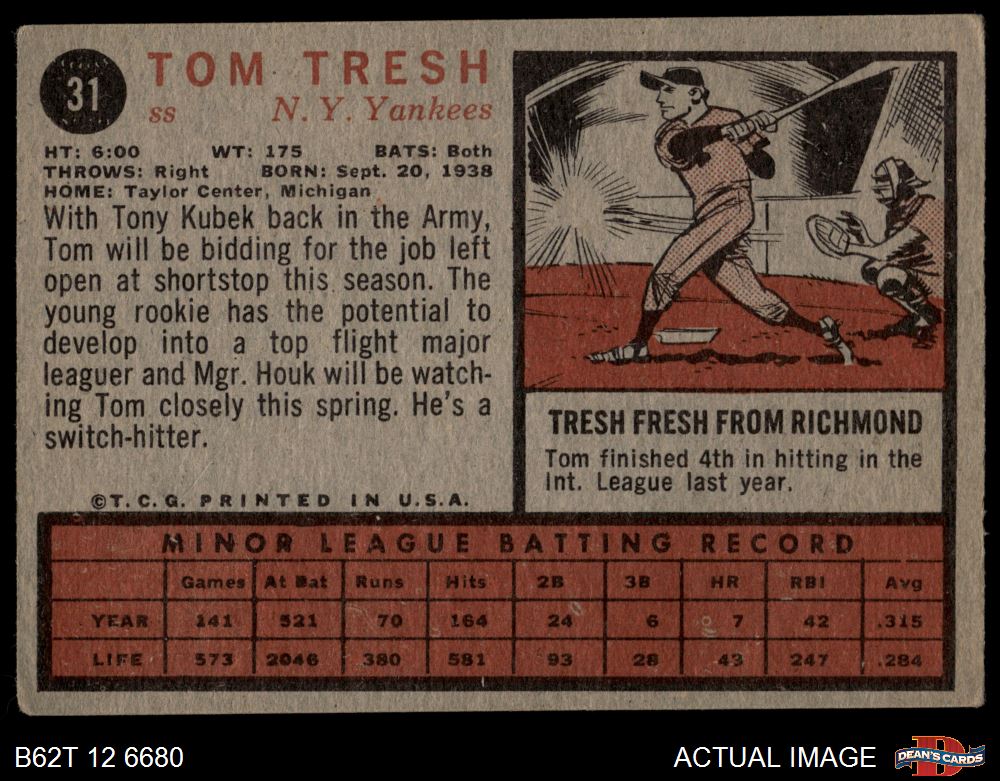 31
TOM TRESH
ss N. Y. Yankees
HT: 6:00 WT: 175 BATS: Both
THROWS: Right BORN: Sept. 20, 1938
HOME: Taylor Center, Michigan
With Tony Kubek back in the Army,
Tom will be bidding for the job left
open at shortstop this season. The
young rookie has the potential to
develop into a top flight major
leaguer and Mgr. Houk will be watch-
ing Tom closely this spring. He's a
switch-hitter.
©T.C.G. PRINTED IN U.S.A.
TRESH FRESH FROM RICHMOND
Tom finished 4th in hitting in the
Int. League last year.
MINOR LEAGUE BATTING RECORD
Games At Bat Runs Hits 2B 3B HR RBI Avg
YEAR 141 521 70 164 24 6 7 42 .315
LIFE 573 2046 380 581 93 28 43 247 .284
B62T 12 6680 ACTUAL IMAGE
D
DEAN'S CARDS